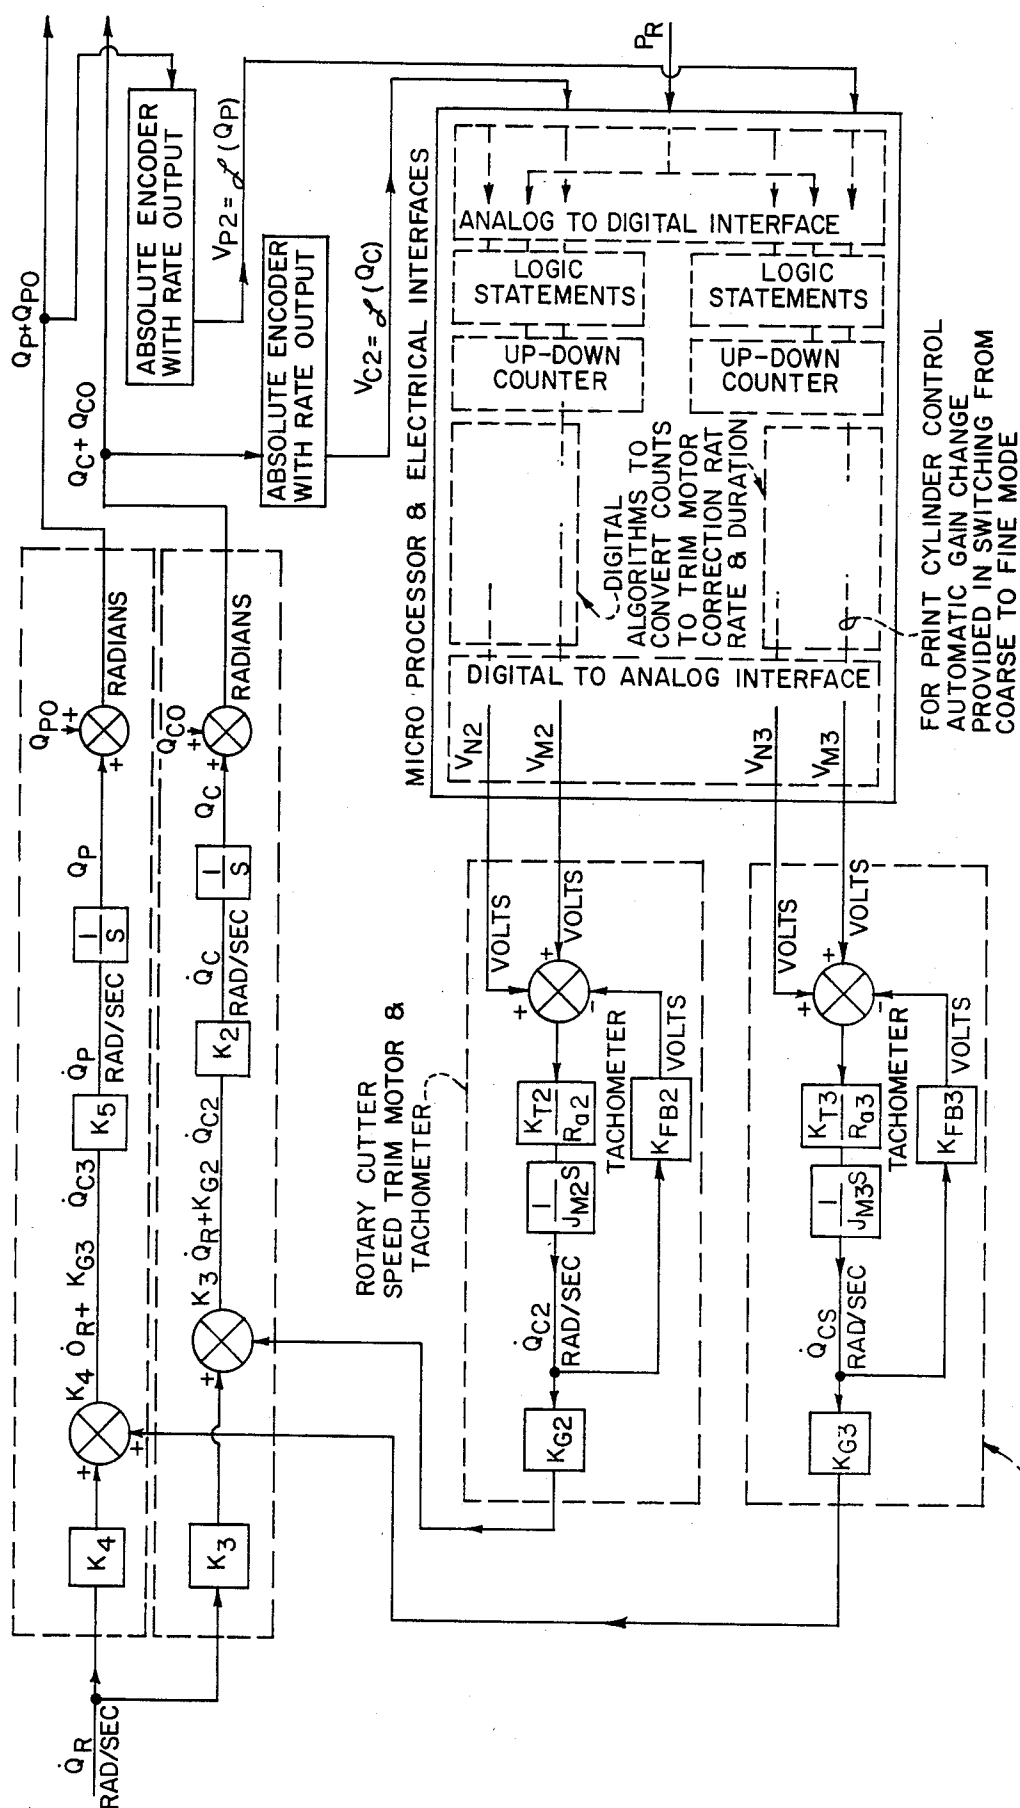 Q̇R
RAD/SEC
K4
K3
+
+
+
K4 ȮR+ KG3 Q̇C3
K3 Q̇R+KG2 Q̇C2
K5
Q̇P
RAD/SEC
1
S
QP
K2
Q̇C
RAD/SEC
1
S
QC
QPO
+
+
RADIANS
QCO
+
+
RADIANS
QP+QPO
QC+ QCO
ABSOLUTE ENCODER
WITH RATE OUTPUT
VP2= ℒ (QP)
ABSOLUTE ENCODER
WITH RATE OUTPUT
VC2= ℒ (QC)
PR
MICRO PROCESSOR & ELECTRICAL INTERFACES
ANALOG TO DIGITAL INTERFACE
LOGIC
STATEMENTS
LOGIC
STATEMENTS
UP-DOWN
COUNTER
UP-DOWN
COUNTER
DIGITAL
ALGORITHMS TO
CONVERT COUNTS
TO TRIM MOTOR
CORRECTION RAT
RATE & DURATION
DIGITAL TO ANALOG INTERFACE
VN2
VM2
VN3
VM3
FOR PRINT CYLINDER CONTROL
AUTOMATIC GAIN CHANGE
PROVIDED IN SWITCHING FROM
COARSE TO FINE MODE
ROTARY CUTTER
SPEED TRIM MOTOR &
TACHOMETER
VOLTS
VOLTS
+
+
-
KT2
Ra2
1
JM2S
TACHOMETER
KFB2
VOLTS
Q̇C2
RAD/SEC
KG2
VOLTS
VOLTS
+
+
-
KT3
Ra3
1
JM3S
TACHOMETER
KFB3
VOLTS
Q̇CS
RAD/SEC
KG3